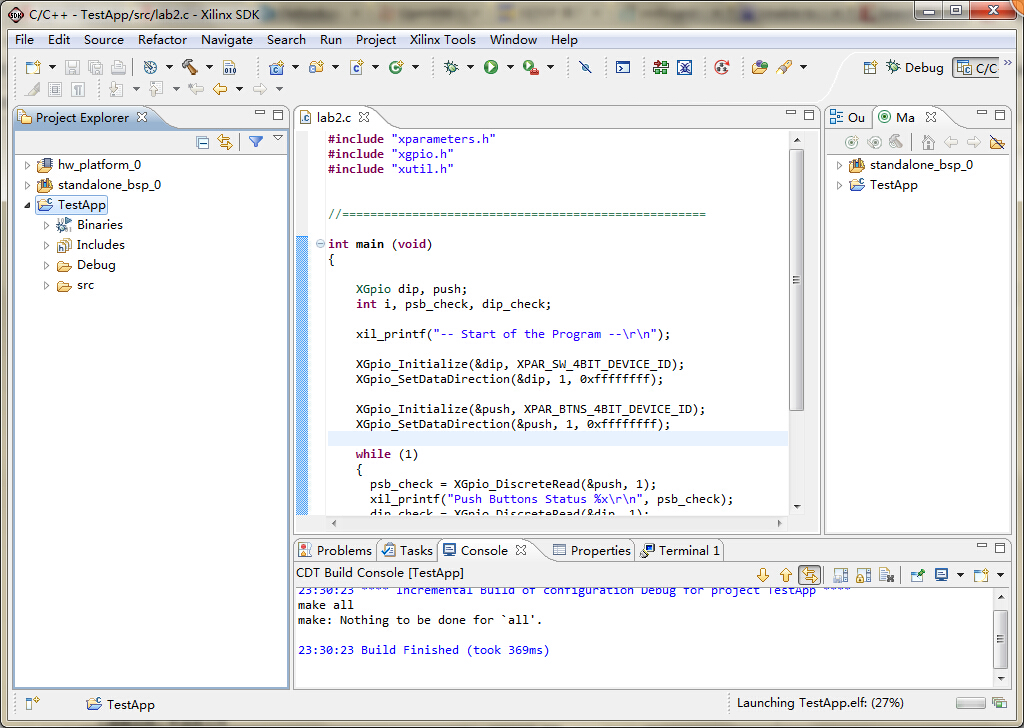 C/C++ - TestApp/src/lab2.c - Xilinx SDK
File Edit Source Refactor Navigate Search Run Project Xilinx Tools Window Help
Debug C/C
Project Explorer
hw_platform_0
standalone_bsp_0
TestApp
Binaries
Includes
Debug
src
lab2.c
#include "xparameters.h"
#include "xgpio.h"
#include "xutil.h"
//====================================================
int main (void)
{
XGpio dip, push;
int i, psb_check, dip_check;
xil_printf("-- Start of the Program --\r\n");
XGpio_Initialize(&dip, XPAR_SW_4BIT_DEVICE_ID);
XGpio_SetDataDirection(&dip, 1, 0xffffffff);
XGpio_Initialize(&push, XPAR_BTNS_4BIT_DEVICE_ID);
XGpio_SetDataDirection(&push, 1, 0xffffffff);
while (1)
{
psb_check = XGpio_DiscreteRead(&push, 1);
xil_printf("Push Buttons Status %x\r\n", psb_check);
dip_check = XGpio_DiscreteRead(&dip, 1);
Ou Ma
standalone_bsp_0
TestApp
Problems Tasks Console Properties Terminal 1
CDT Build Console [TestApp]
23:30:23 **** Incremental Build of configuration Debug for project TestApp ****
make all
make: Nothing to be done for `all'.
23:30:23 Build Finished (took 369ms)
TestApp
Launching TestApp.elf: (27%)